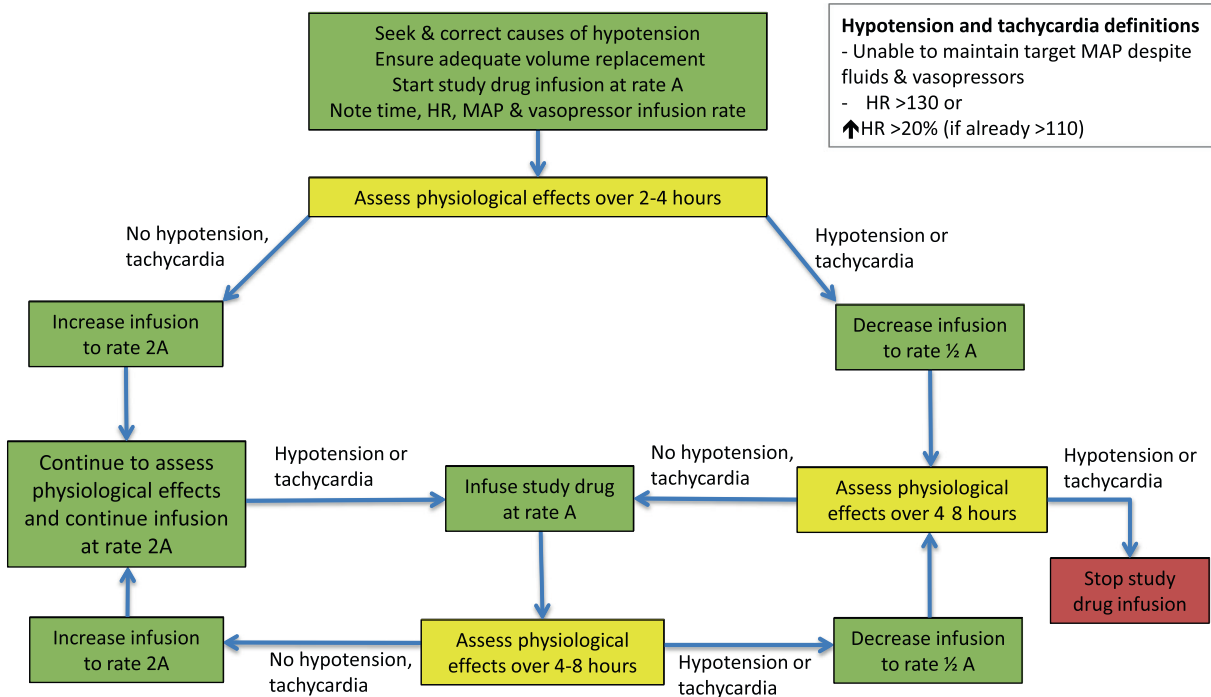 Seek & correct causes of hypotension
Ensure adequate volume replacement
Start study drug infusion at rate A
Note time, HR, MAP & vasopressor infusion rate
Hypotension and tachycardia definitions
- Unable to maintain target MAP despite
fluids & vasopressors
- HR >130 or
↑HR >20% (if already >110)
Assess physiological effects over 2-4 hours
No hypotension,
tachycardia
Hypotension or
tachycardia
Increase infusion
to rate 2A
Decrease infusion
to rate ½ A
Continue to assess
physiological effects
and continue infusion
at rate 2A
Hypotension or
tachycardia
Infuse study drug
at rate A
No hypotension,
tachycardia
Assess physiological
effects over 4 8 hours
Hypotension or
tachycardia
Stop study
drug infusion
Increase infusion
to rate 2A
No hypotension,
tachycardia
Assess physiological
effects over 4-8 hours
Hypotension or
tachycardia
Decrease infusion
to rate ½ A